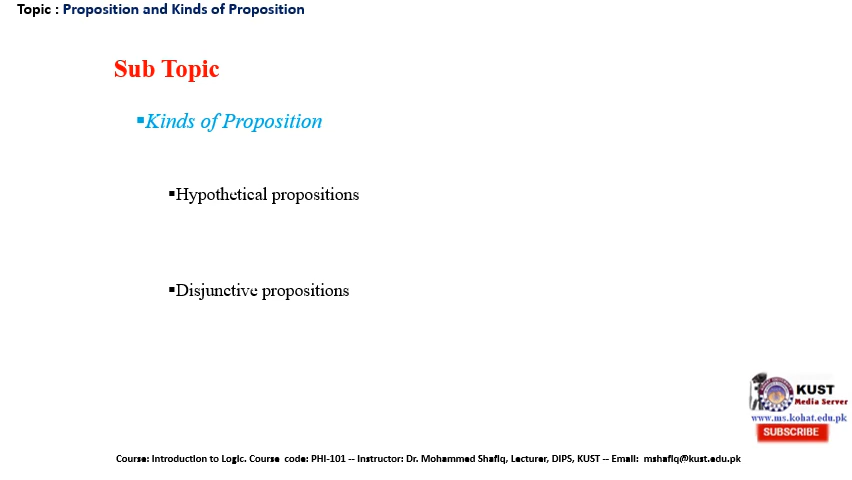 Topic : Proposition and Kinds of Proposition
Sub Topic
▪Kinds of Proposition
▪Hypothetical propositions
▪Disjunctive propositions
KUST
Media Server
www.ms.kohat.edu.pk
SUBSCRIBE
Course: Introduction to Logic. Course code: PHI-101 -- Instructor: Dr. Mohammed Shafiq, Lecturer, DIPS, KUST -- Email: mshafiq@kust.edu.pk